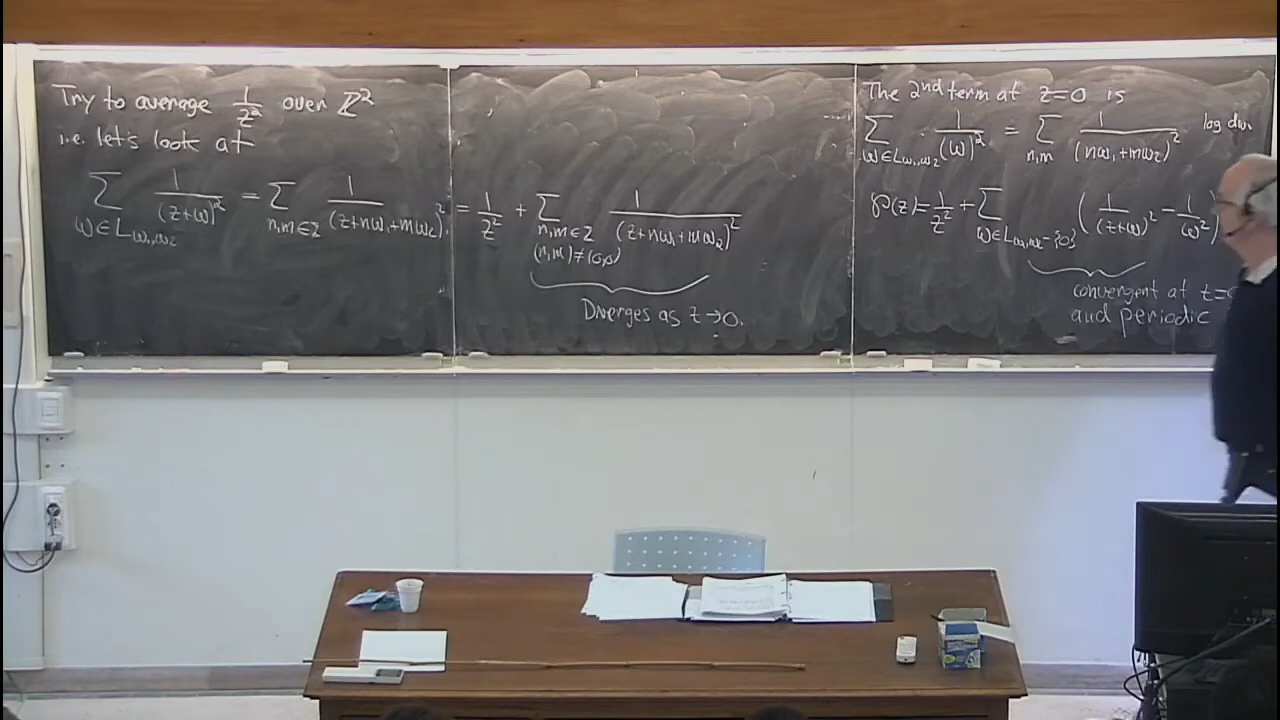 Try to average 1/z² over ℤ²
i.e. let's look at
∑_{ω∈L_{ω₁,ω₂}} 1/(z+ω)² = ∑_{n,m∈ℤ} 1/(z+nω₁+mω₂)² = 1/z² + ∑_{n,m∈ℤ (n,m)≠(0,0)} 1/(z+nω₁+mω₂)²
Diverges as z→0.
The 2nd term at z=0 is
∑_{ω∈L_{ω₁,ω₂}} 1/(ω)² = ∑_{n,m} 1/(nω₁+mω₂)² log div.
℘(z)=1/z² + ∑_{ω∈L_{ω₁,ω₂}-{0}} (1/(z+ω)² - 1/ω²)
convergent at z=
and periodic